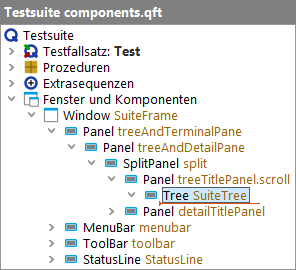 Testsuite components.qft
Testsuite
Testfallsatz: Test
Prozeduren
Extrasequenzen
Fenster und Komponenten
Window SuiteFrame
Panel treeAndTerminalPane
Panel treeAndDetailPane
SplitPanel split
Panel treeTitlePanel.scroll
Tree SuiteTree
Panel detailTitlePanel
MenuBar menubar
ToolBar toolbar
StatusLine StatusLine